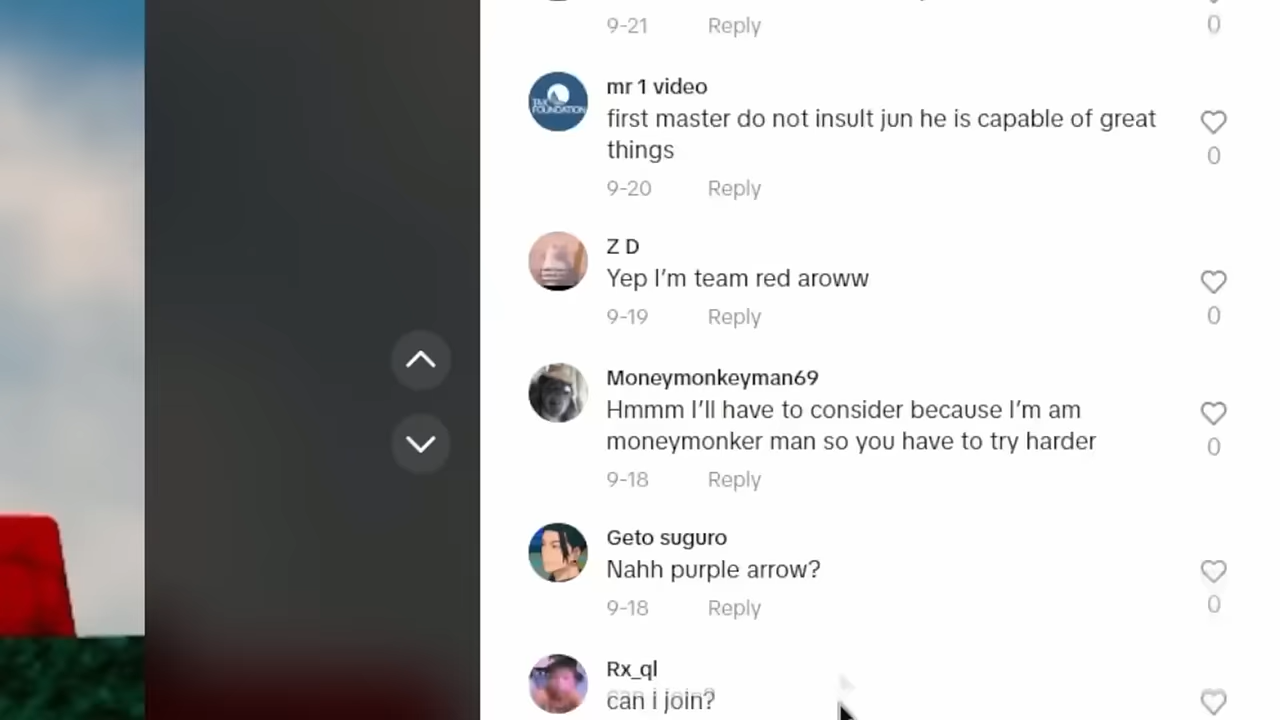 9-21 Reply
0
mr 1 video
TAX
FOUNDATION
first master do not insult jun he is capable of great
things
0
9-20 Reply
Z D
Yep I’m team red aroww
9-19 Reply
0
Moneymonkeyman69
Hmmm I’ll have to consider because I’m am
moneymonker man so you have to try harder
0
9-18 Reply
Geto suguro
Nahh purple arrow?
9-18 Reply
0
Rx_ql
can i join?